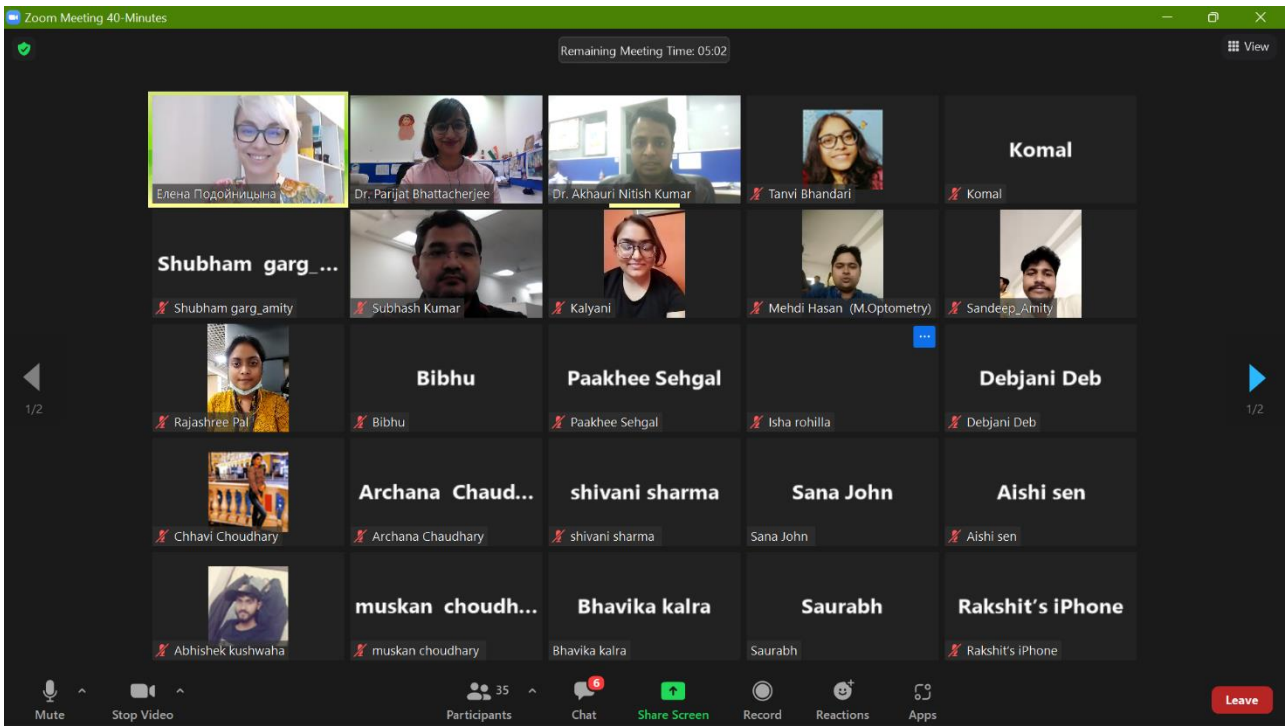 Zoom Meeting 40-Minutes
Remaining Meeting Time: 05:02
View
Елена Подойницына
Dr. Parijat Bhattacherjee
Dr. Akhauri Nitish Kumar
Tanvi Bhandari
Komal
Komal
Shubham garg_...
Shubham garg_amity
Subhash Kumar
Kalyani
Mehdi Hasan (M.Optometry)
Sandeep_Amity
Rajashree Pal
Bibhu
Bibhu
Paakhee Sehgal
Paakhee Sehgal
...
Isha rohilla
Debjani Deb
Debjani Deb
1/2
1/2
Chhavi Choudhary
Archana Chaud...
Archana Chaudhary
shivani sharma
shivani sharma
Sana John
Sana John
Aishi sen
Aishi sen
Abhishek kushwaha
muskan choudh...
muskan choudhary
Bhavika kalra
Bhavika kalra
Saurabh
Saurabh
Rakshit's iPhone
Rakshit's iPhone
Mute
Stop Video
35
Participants
6
Chat
Share Screen
Record
Reactions
Apps
Leave